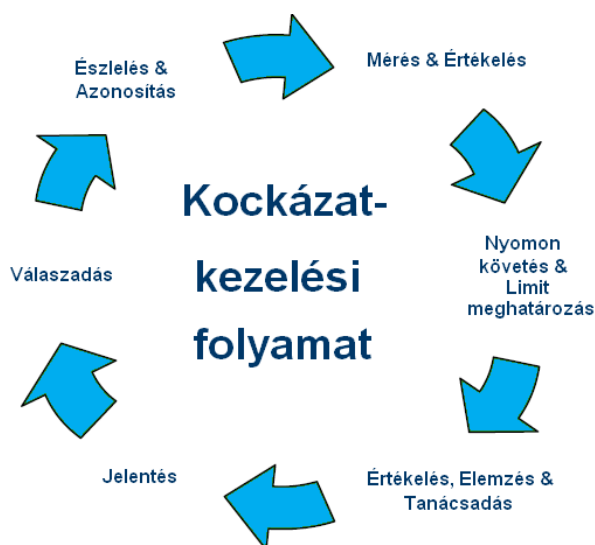 Észlelés &
Azonosítás
Mérés & Értékelés
Nyomon
követés &
Limit
meghatározás
Értékelés, Elemzés &
Tanácsadás
Jelentés
Válaszadás
Kockázat-
kezelési
folyamat